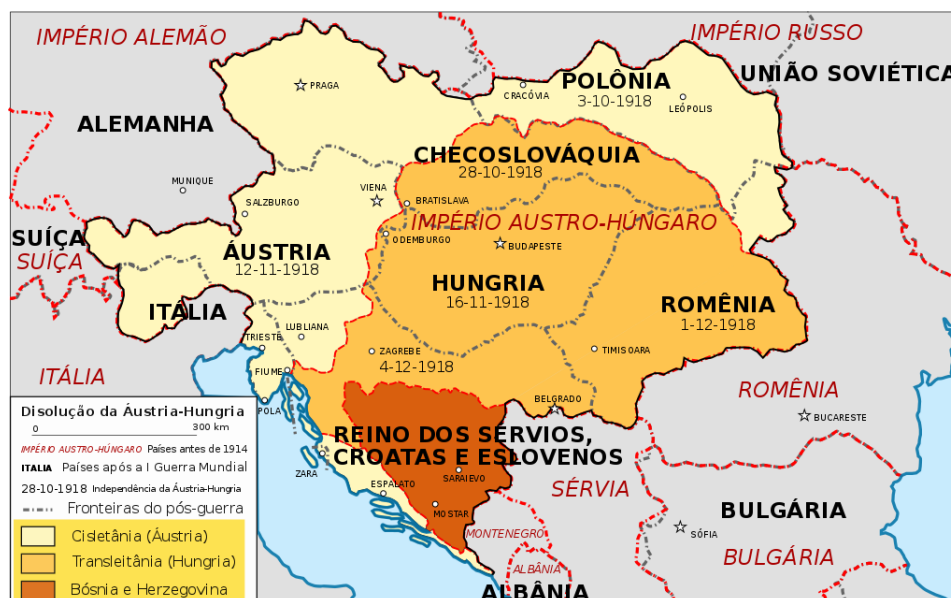 IMPÉRIO ALEMÃO
IMPÉRIO RUSSO
UNIÃO SOVIÉTICA
POLÔNIA
3-10-1918
PRAGA
CRACÓVIA
LEÓPOLIS
ALEMANHA
CHECOSLOVÁQUIA
28-10-1918
MUNIQUE
VIENA
SALZBURGO
BRATISLAVA
IMPÉRIO AUSTRO-HÚNGARO
SUÍÇA
SUÍÇA
ODEMBURGO
BUDAPESTE
ÁUSTRIA
12-11-1918
HUNGRIA
16-11-1918
ROMÊNIA
1-12-1918
ITÁLIA
LUBLIANA
TRIESTE
ZAGREBE
4-12-1918
TIMISOARA
ITÁLIA
FIUME
POLA
BELGRADO
ROMÊNIA
BUCARESTE
REINO DOS SÉRVIOS,
CROATAS E ESLOVENOS
ZARA
ESPALATO
SARAIEVO
SÉRVIA
MOSTAR
BULGÁRIA
SÓFIA
MONTENEGRO
BULGÁRIA
ALBÂNIA
ALBÂNIA
Disolução da Áustria-Hungria
0 300 km
IMPÉRIO AUSTRO-HÚNGARO Países antes de 1914
ITALIA Países após a I Guerra Mundial
28-10-1918 Independência da Áustria-Hungria
Fronteiras do pós-guerra
Cisletânia (Áustria)
Transleitânia (Hungria)
Bósnia e Herzegovina